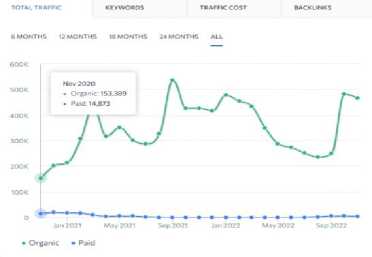 TOTAL TRAFFIC KEYWORDS TRAFFIC COST BACKLINKS
6 MONTHS 12 MONTHS 18 MONTHS 24 MONTHS ALL
600K
Nov 2020
Organic: 153,389
Paid: 14,873
500K
400K
300K
200K
100K
0
Jan 2021 May 2021 Sep 2021 Jan 2022 May 2022 Sep 2022
Organic Paid